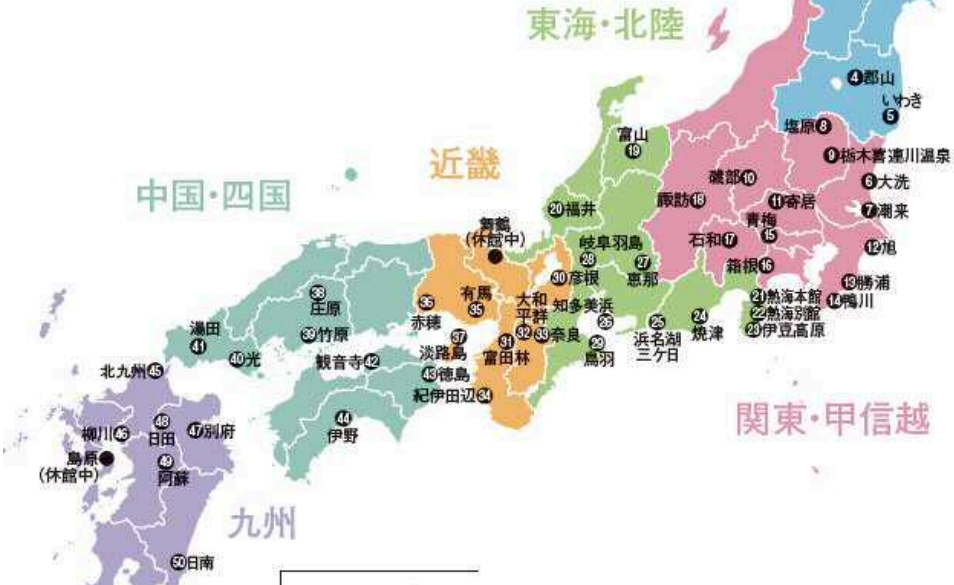 東海・北陸
④郡山
いわき
⑤
塩原⑧
⑨栃木喜連川温泉
富山
⑲
近畿
磯部⑩
⑥大洗
中国・四国
諏訪⑱
⑪寄居
⑦潮来
⑳福井
青梅
⑮
舞鶴
(休館中)
岐阜羽島
㉘
石和⑰
⑫旭
㉗
恵那
箱根⑯
㉚彦根
⑬勝浦
㊳
庄原
㊱
赤穂
有馬
㉟
大和
平群
㉜
知多美浜
㉖
㉑熱海本館
⑭鴨川
㉒熱海別館
㉓伊豆高原
㉔
焼津
㉕
浜名湖
三ケ日
湯田
㊶
㊴竹原
㊲
淡路島
㉛
富田林
㉝奈良
㉙
鳥羽
㊵光
観音寺㊷
北九州㊺
㊸徳島
紀伊田辺㉞
関東・甲信越
㊹
伊野
㊽
日田
㊼別府
柳川㊻
島原
(休館中)
㊾
阿蘇
九州
㊿日南